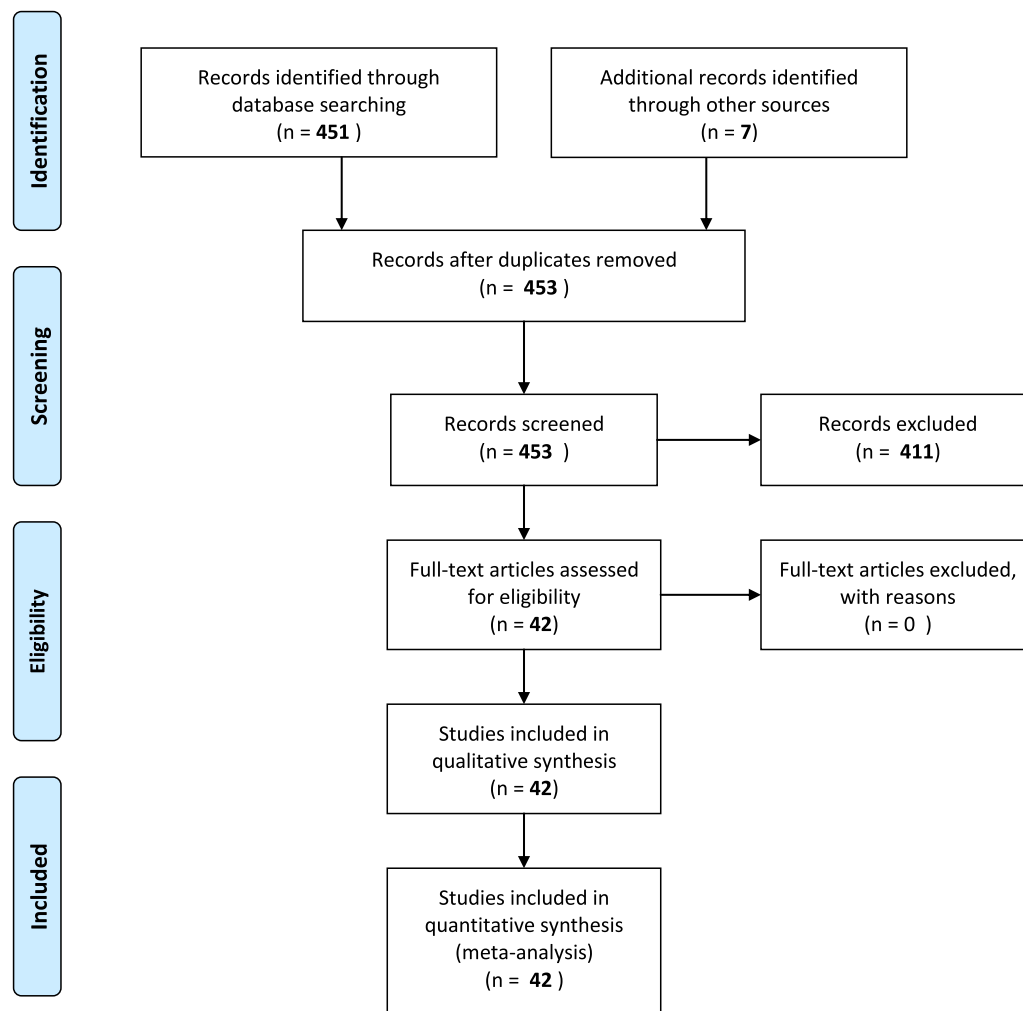 Identification
Records identified through
database searching
(n = 451 )
Additional records identified
through other sources
(n = 7)
Records after duplicates removed
(n = 453 )
Screening
Records screened
(n = 453 )
Records excluded
(n = 411)
Eligibility
Full-text articles assessed
for eligibility
(n = 42)
Full-text articles excluded,
with reasons
(n = 0 )
Studies included in
qualitative synthesis
(n = 42)
Included
Studies included in
quantitative synthesis
(meta-analysis)
(n = 42 )